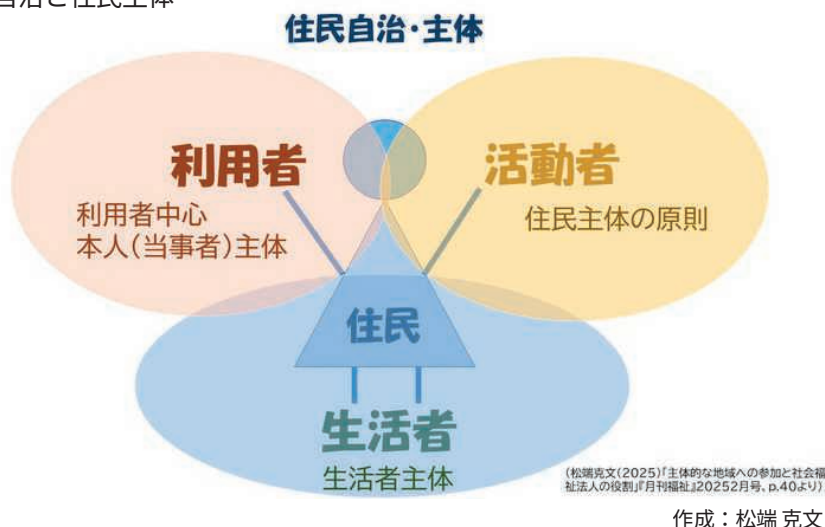 自治と住民主体
住民自治・主体
利用者
利用者中心
本人(当事者)主体
活動者
住民主体の原則
住民
生活者
生活者主体
(松端克文(2025)「主体的な地域への参加と社会福
祉法人の役割」『月刊福祉』20252月号、p.40より)
作成：松端 克文